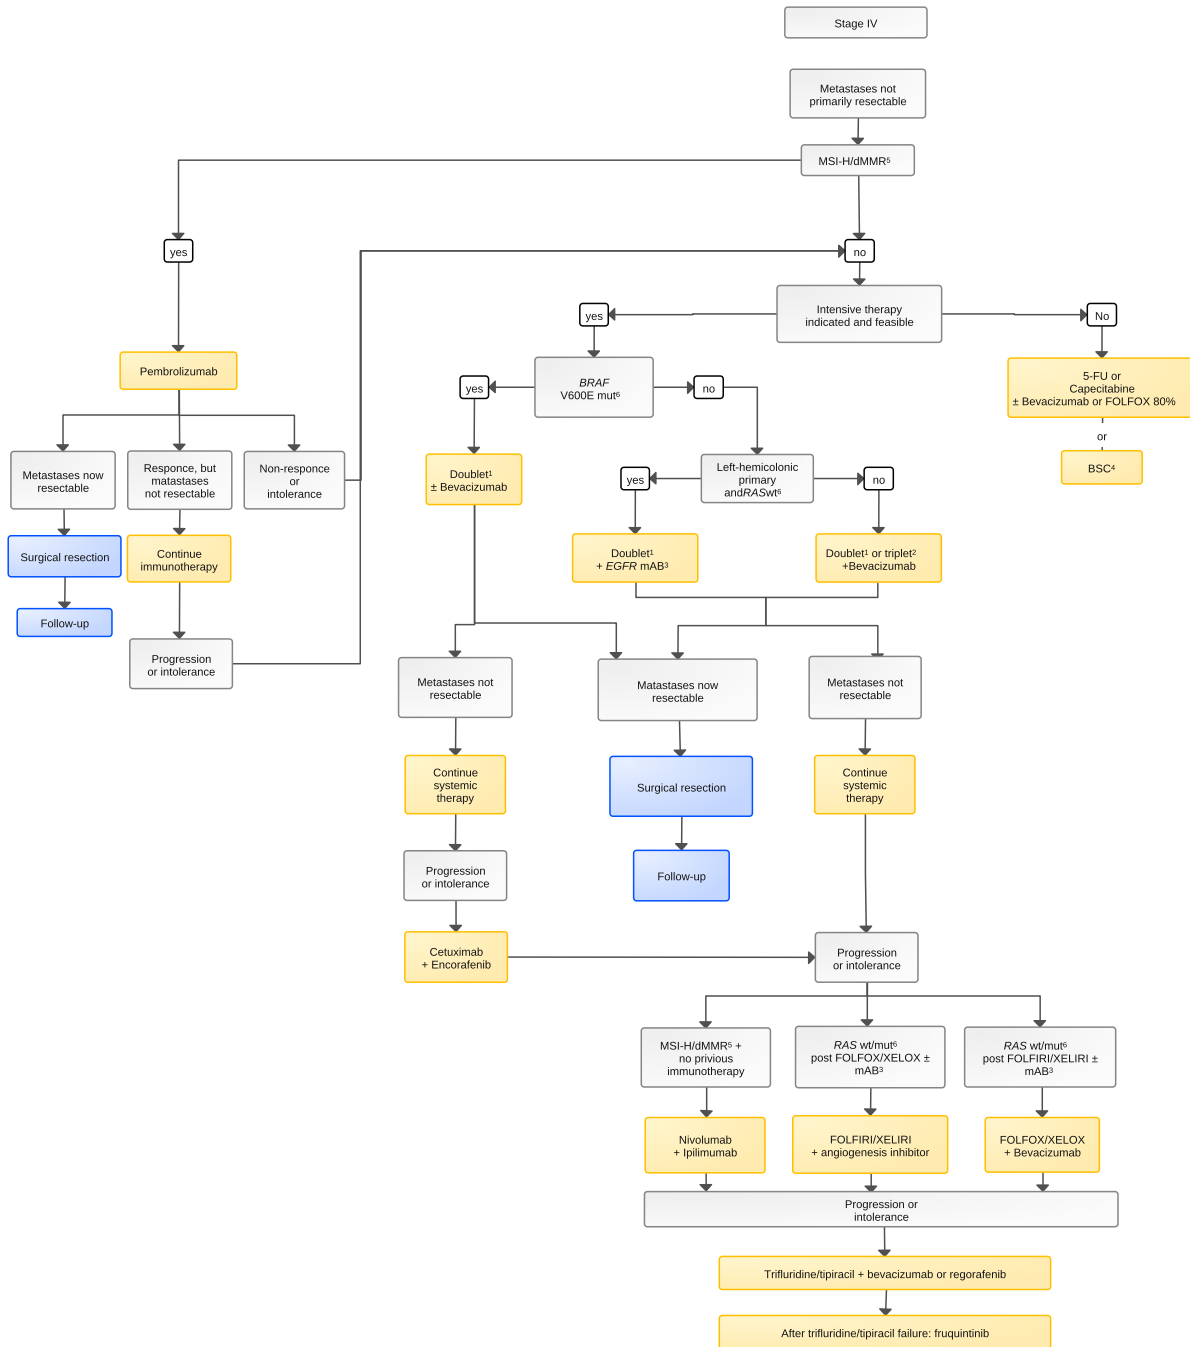 Stage IV
Metastases not
primarily resectable
MSI-H/dMMR⁵
yes
no
Intensive therapy
indicated and feasible
yes
No
Pembrolizumab
BRAF
V600E mut⁶
yes
no
5-FU or
Capecitabine
± Bevacizumab or FOLFOX 80%
or
BSC⁴
Metastases now
resectable
Responce, but
matastases
not resectable
Non-responce
or
intolerance
Doublet¹
± Bevacizumab
Left-hemicolonic
primary
andRASwt⁶
yes
no
Surgical resection
Continue
immunotherapy
Doublet¹
+ EGFR mAB³
Doublet¹ or triplet²
+Bevacizumab
Follow-up
Progression
or intolerance
Metastases not
resectable
Matastases now
resectable
Metastases not
resectable
Continue
systemic
therapy
Surgical resection
Continue
systemic
therapy
Progression
or intolerance
Follow-up
Cetuximab
+ Encorafenib
Progression
or intolerance
MSI-H/dMMR⁵ +
no privious
immunotherapy
RAS wt/mut⁶
post FOLFOX/XELOX ±
mAB³
RAS wt/mut⁶
post FOLFIRI/XELIRI ±
mAB³
Nivolumab
+ Ipilimumab
FOLFIRI/XELIRI
+ angiogenesis inhibitor
FOLFOX/XELOX
+ Bevacizumab
Progression or
intolerance
Trifluridine/tipiracil + bevacizumab or regorafenib
After trifluridine/tipiracil failure: fruquintinib